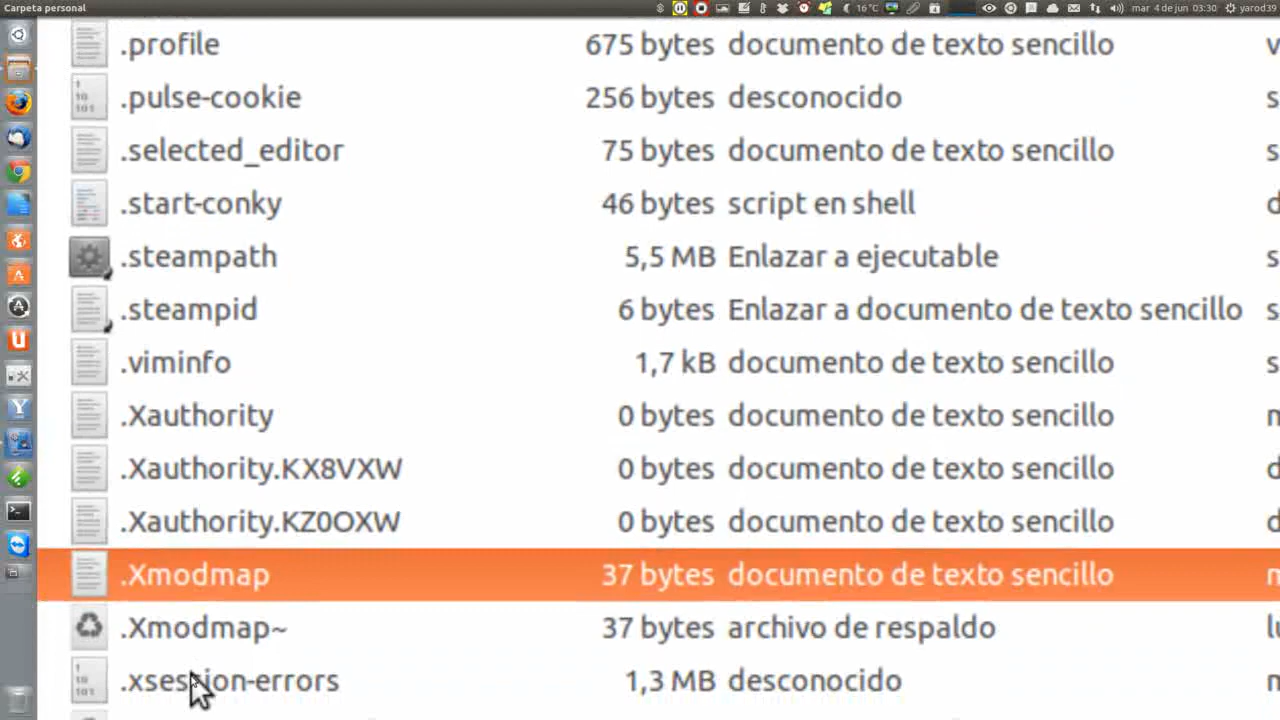 Carpeta personal 16°C mar 4 de jun 03:30 yarod39
.profile 675 bytes documento de texto sencillo v
.pulse-cookie 256 bytes desconocido s
.selected_editor 75 bytes documento de texto sencillo s
.start-conky 46 bytes script en shell d
.steampath 5,5 MB Enlazar a ejecutable s
.steampid 6 bytes Enlazar a documento de texto sencillo s
.viminfo 1,7 kB documento de texto sencillo s
.Xauthority 0 bytes documento de texto sencillo
.Xauthority.KX8VXW 0 bytes documento de texto sencillo d
.Xauthority.KZ0OXW 0 bytes documento de texto sencillo d
.Xmodmap 37 bytes documento de texto sencillo
.Xmodmap~ 37 bytes archivo de respaldo lu
.xsession-errors 1,3 MB desconocido